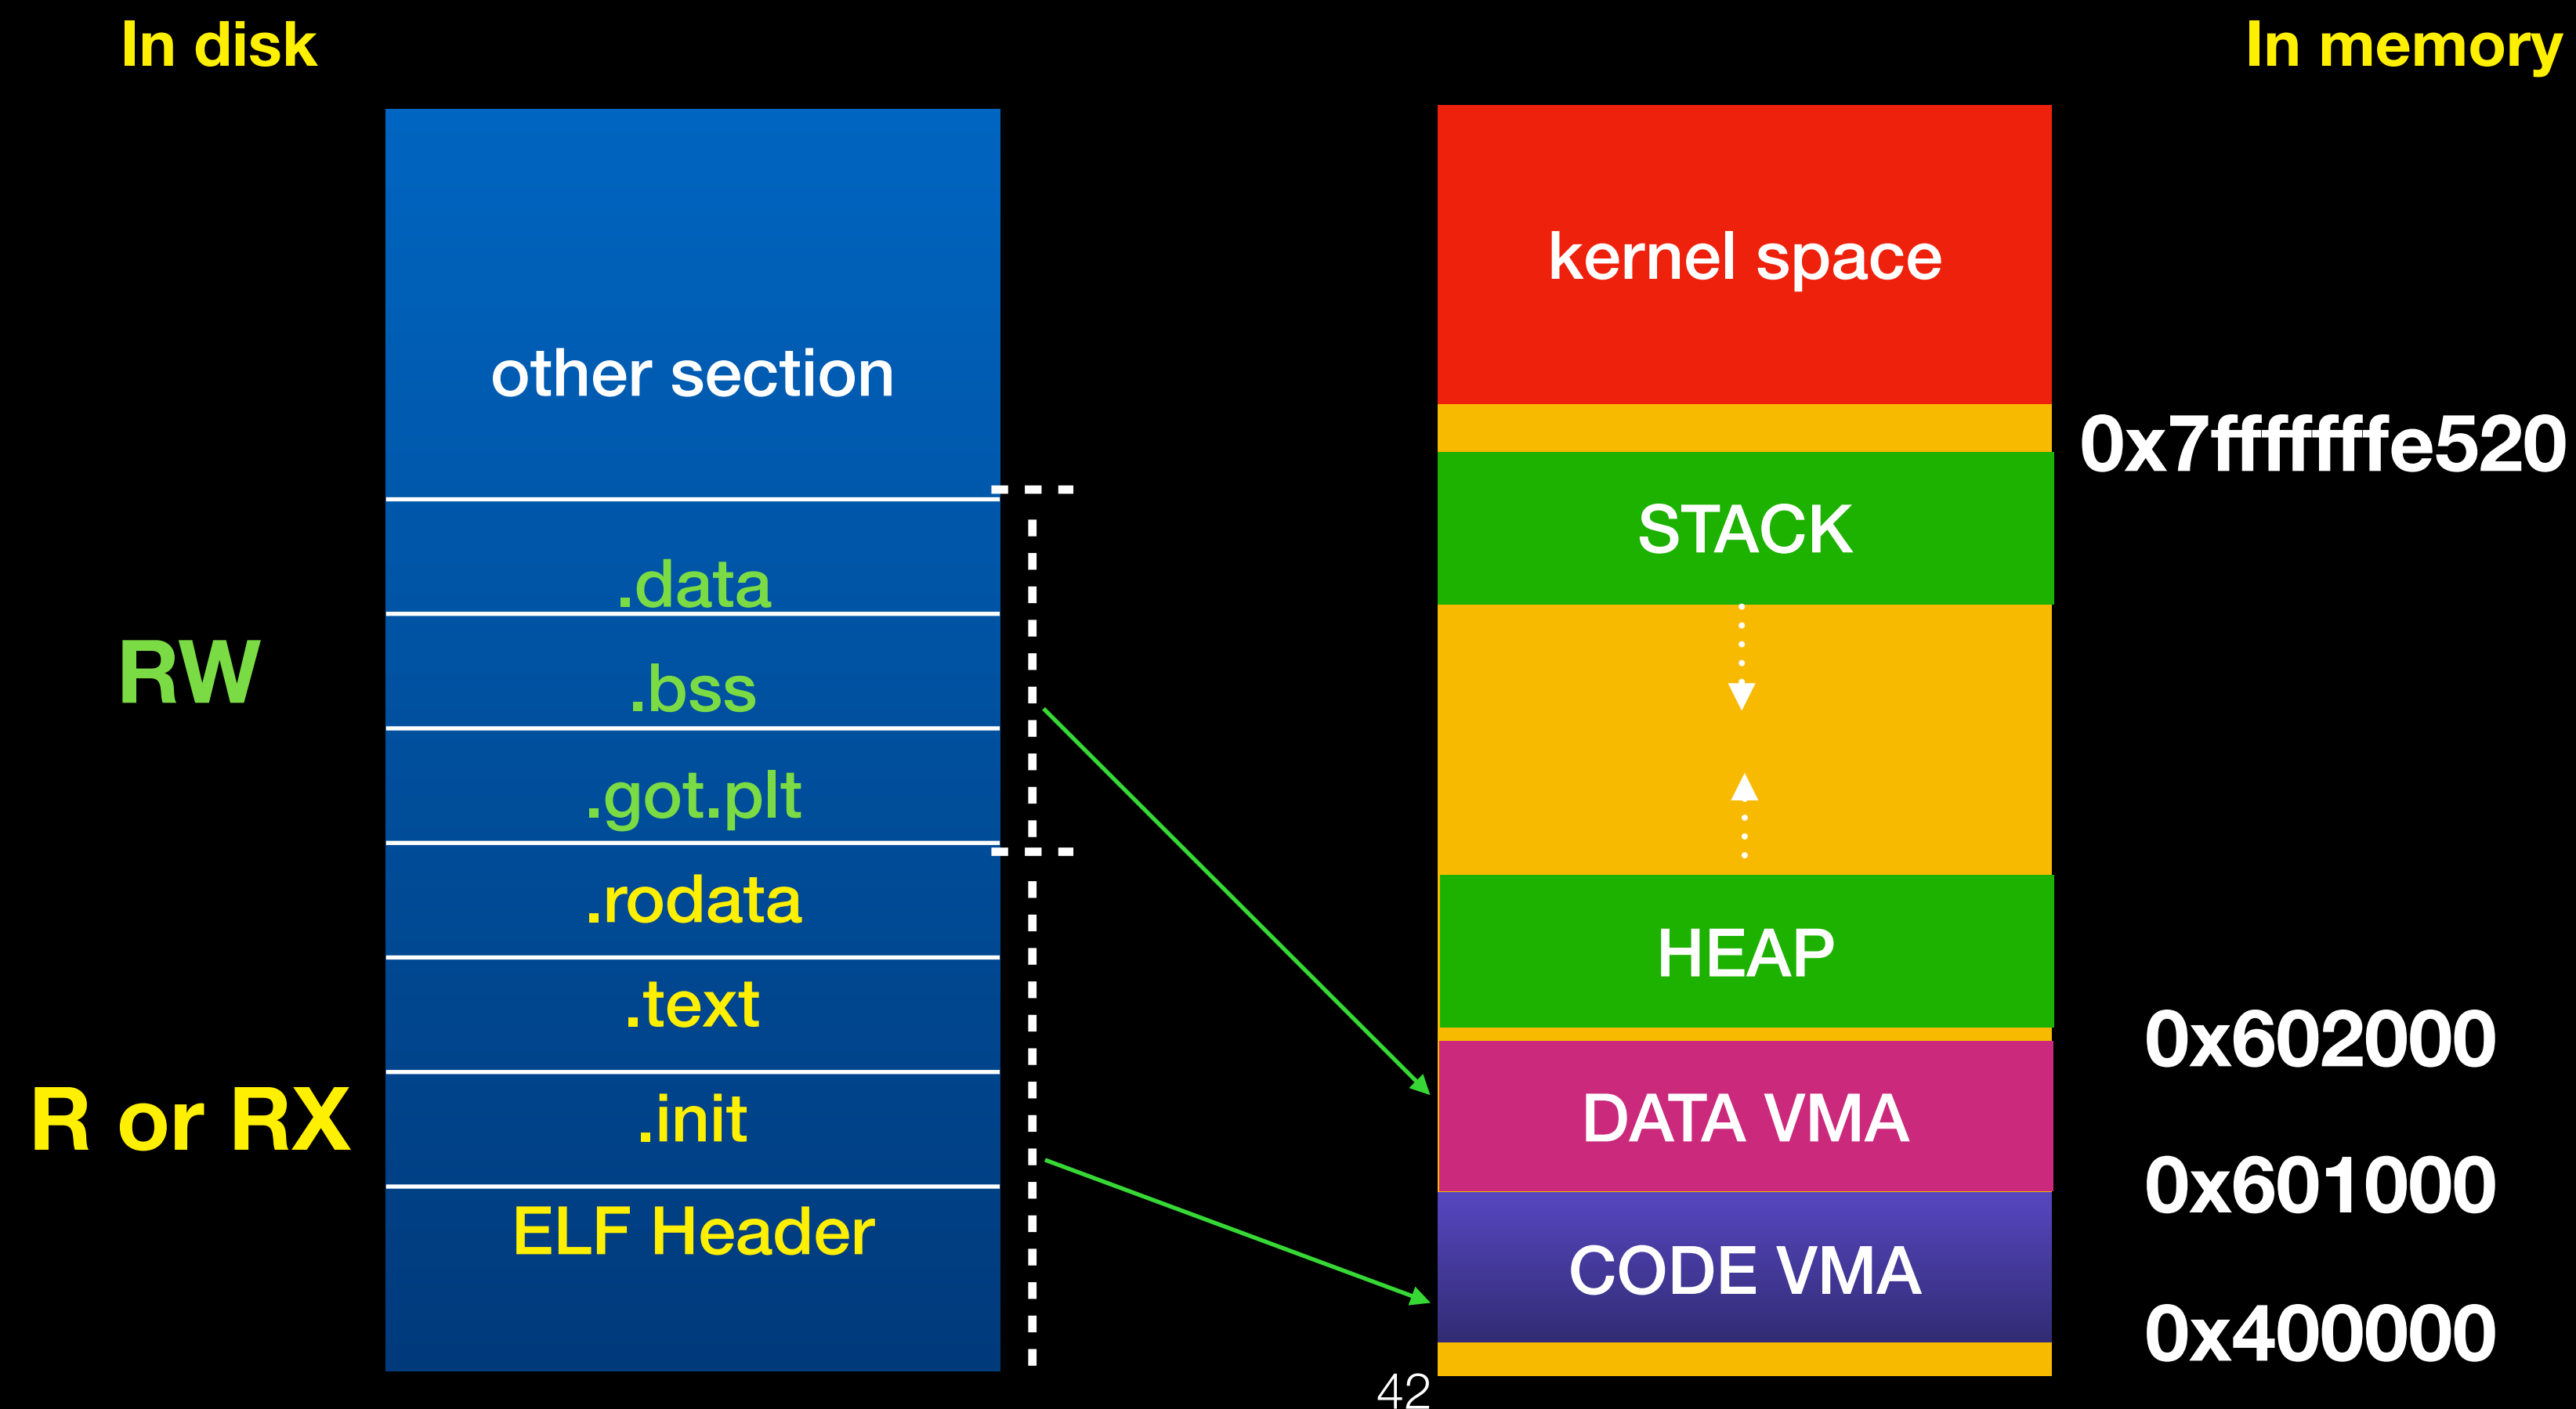 In disk
In memory
other section
.data
.bss
.got.plt
.rodata
.text
.init
ELF Header
RW
R or RX
kernel space
STACK
HEAP
DATA VMA
CODE VMA
0x7fffffffe520
0x602000
0x601000
0x400000
42